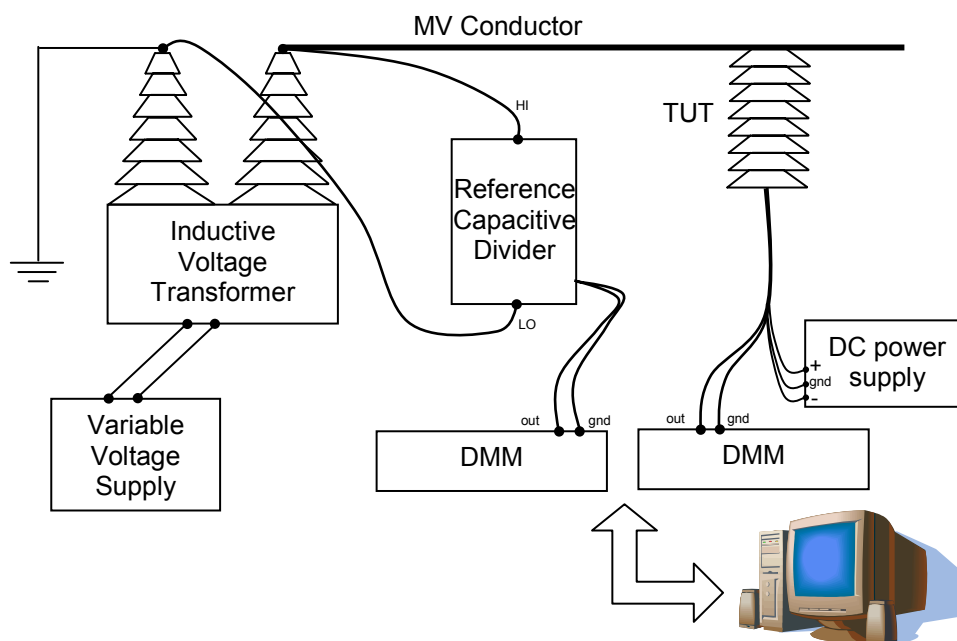 MV Conductor
HI
TUT
Reference
Capacitive
Divider
Inductive
Voltage
Transformer
LO
DC power
supply
+
gnd
-
Variable
Voltage
Supply
out
gnd
DMM
out
gnd
DMM